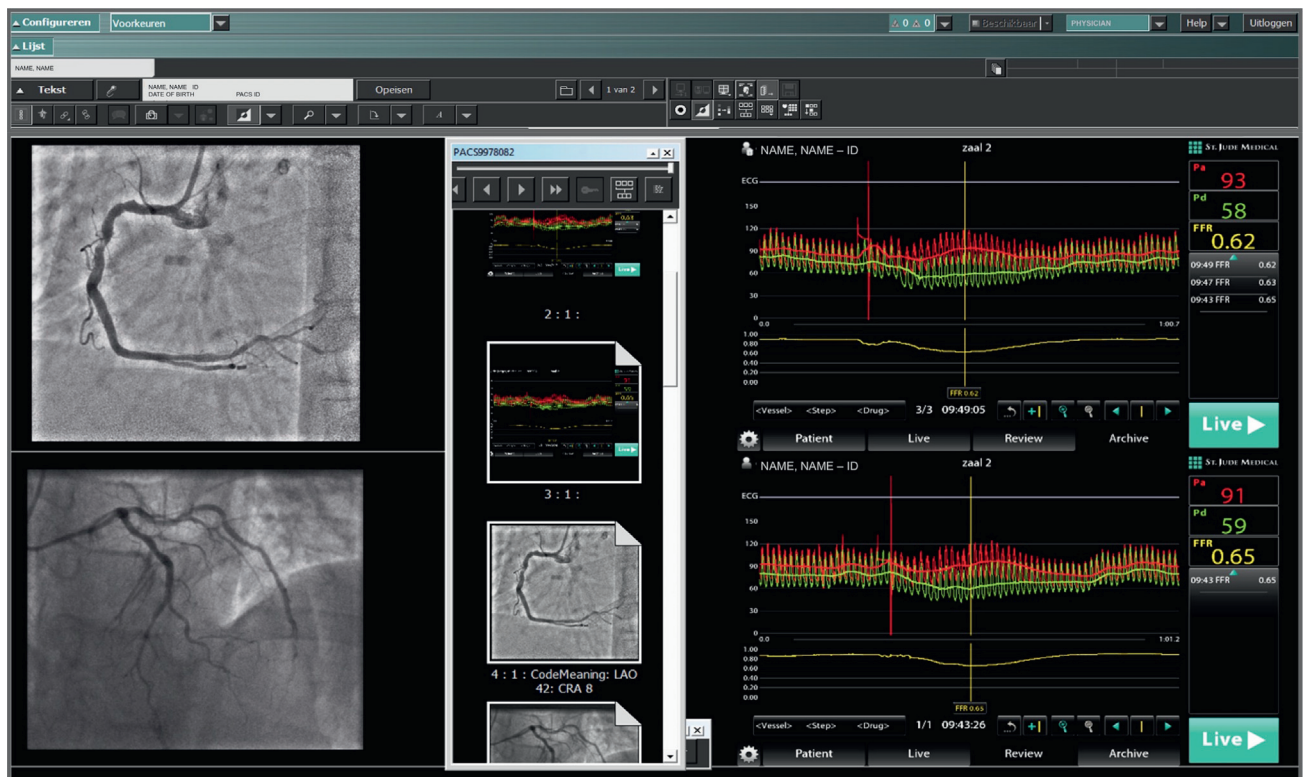 Configureren Voorkeuren 0 0 Beschikbaar PHYSICIAN Help Uitloggen
Lijst
NAME, NAME
Tekst NAME, NAME ID Opeisen 1 van 2
DATE OF BIRTH PACS ID
PACS9978082
0.63
Live
2 : 1 :
0.65
Live
3 : 1 :
4 : 1 : CodeMeaning: LAO
42: CRA 8
NAME, NAME – ID zaal 2 ST. JUDE MEDICAL
ECG
150
120
90
60
30
0
0.0 1:00.7
1.00
0.80
0.60
0.40
0.20
0.00
FFR 0.62
<Vessel> <Step> <Drug> 3/3 09:49:05
Patient Live Review Archive
Pa
93
Pd
58
FFR
0.62
09:49 FFR 0.62
09:47 FFR 0.63
09:43 FFR 0.65
Live
NAME, NAME – ID zaal 2 ST. JUDE MEDICAL
ECG
150
120
90
60
30
0
0.0 1:01.2
1.00
0.80
0.60
0.40
0.20
0.00
FFR 0.65
<Vessel> <Step> <Drug> 1/1 09:43:26
Patient Live Review Archive
Pa
91
Pd
59
FFR
0.65
09:43 FFR 0.65
Live